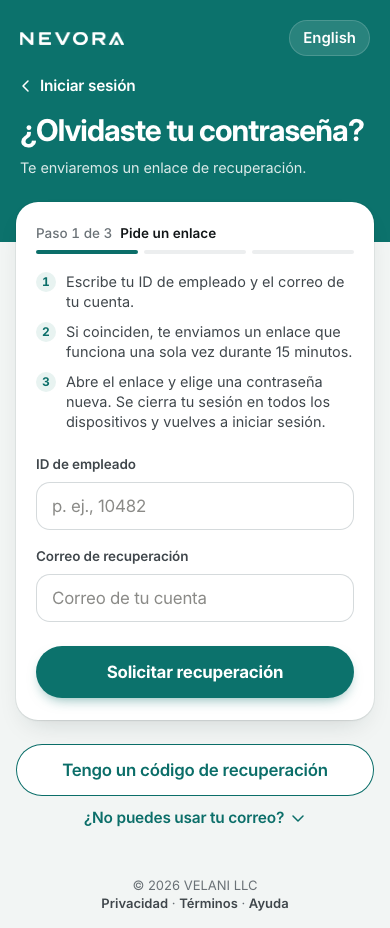 NEVORA
English
Iniciar sesión
¿Olvidaste tu contraseña?
Te enviaremos un enlace de recuperación.
Paso 1 de 3 Pide un enlace
1 Escribe tu ID de empleado y el correo de
tu cuenta.
2 Si coinciden, te enviamos un enlace que
funciona una sola vez durante 15 minutos.
3 Abre el enlace y elige una contraseña
nueva. Se cierra tu sesión en todos los
dispositivos y vuelves a iniciar sesión.
ID de empleado
p. ej., 10482
Correo de recuperación
Correo de tu cuenta
Solicitar recuperación
Tengo un código de recuperación
¿No puedes usar tu correo?
© 2026 VELANI LLC
Privacidad · Términos · Ayuda